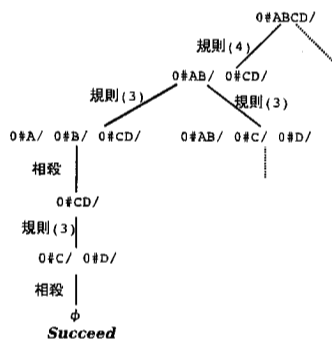 0#ABCD/
規則(4)
0#AB/ 0#CD/
規則(3) 規則(3)
0#A/ 0#B/ 0#CD/ 0#AB/ 0#C/ 0#D/
相殺
0#CD/
規則(3)
0#C/ 0#D/
相殺
φ
Succeed